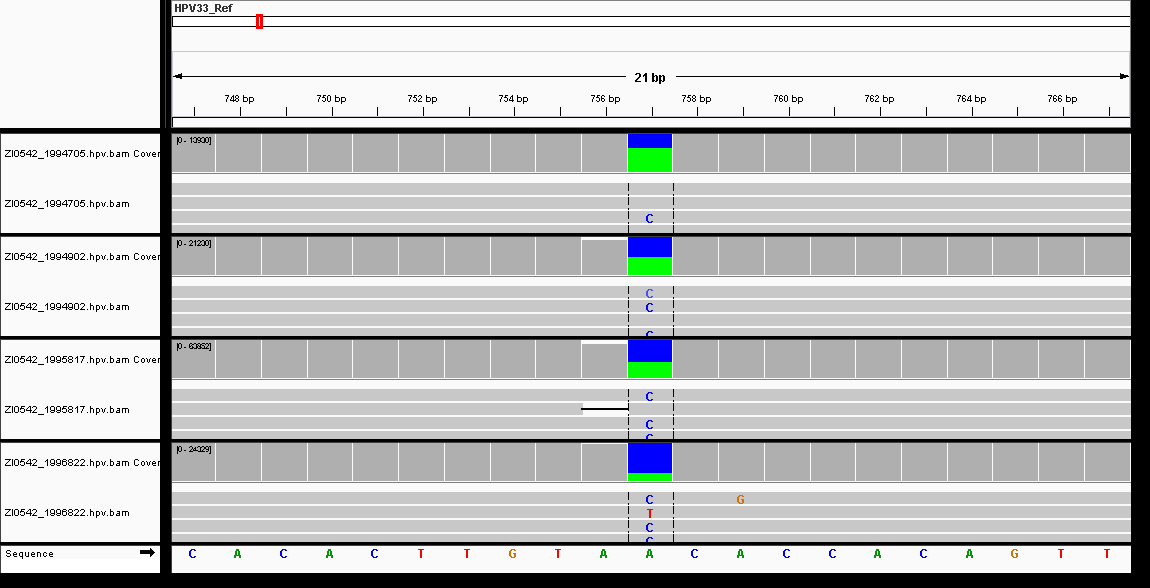 HPV33_Ref
21 bp
748 bp 750 bp 752 bp 754 bp 756 bp 758 bp 760 bp 762 bp 764 bp 766 bp
ZI0542_1994705.hpv.bam Cover
[0 - 13930]
ZI0542_1994705.hpv.bam
C
ZI0542_1994902.hpv.bam Cover
[0 - 21230]
C
ZI0542_1994902.hpv.bam
C
C
ZI0542_1995817.hpv.bam Cover
[0 - 63852]
C
ZI0542_1995817.hpv.bam
C
C
ZI0542_1996822.hpv.bam Cover
[0 - 24329]
C G
ZI0542_1996822.hpv.bam
T
C
C
Sequence C A C A C T T G T A A C A C C A C A G T T